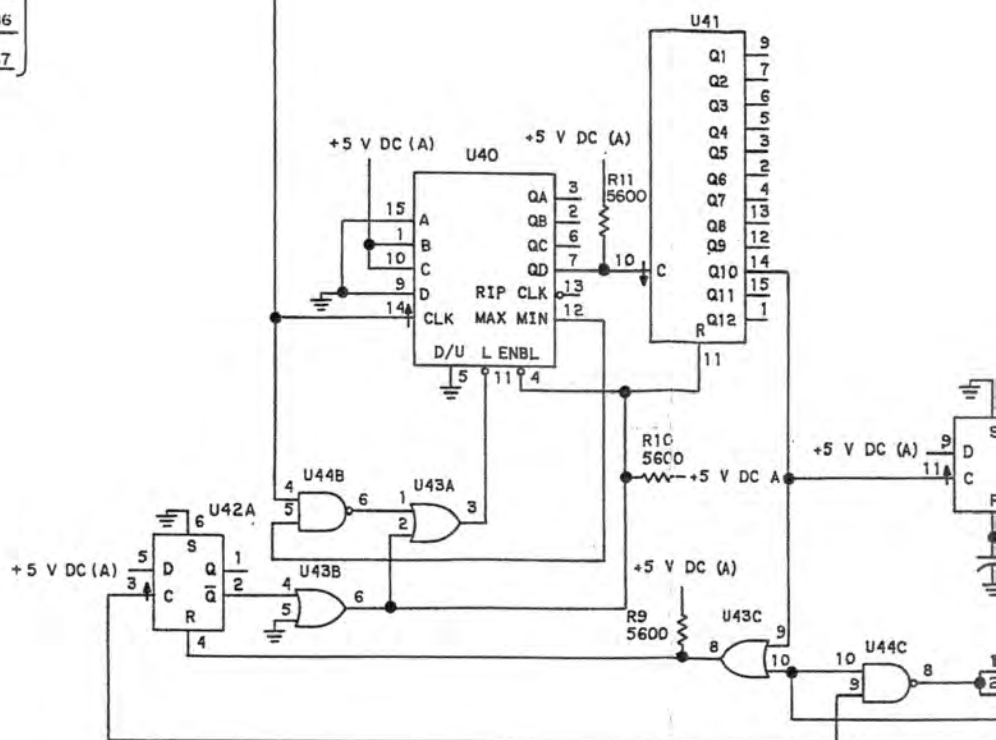 36
37
U41
Q1 9
Q2 7
Q3 6
Q4 5
Q5 3
Q6 2
Q7 4
Q8 13
Q9 12
Q10 14
Q11 15
Q12 1
10 C
R
11
+5 V DC (A)
U40
+5 V DC (A)
R11
5600
15 A
1 B
10 C
9 D
14 CLK
QA 3
QB 2
QC 6
QD 7
RIP CLK 13
MAX MIN 12
D/U L ENBL
5 11 4
R10
5600
+5 V DC A
U44B
4
5
6
U43A
1
2
3
U42A
6
S
+5 V DC (A)
5 D Q 1
3 C Q 2
R
4
U43B
4
5
6
+5 V DC (A)
R9
5600
U43C
8
9
10
U44C
10
9
8
1
2
+5 V DC (A)
S
9 D
11 C